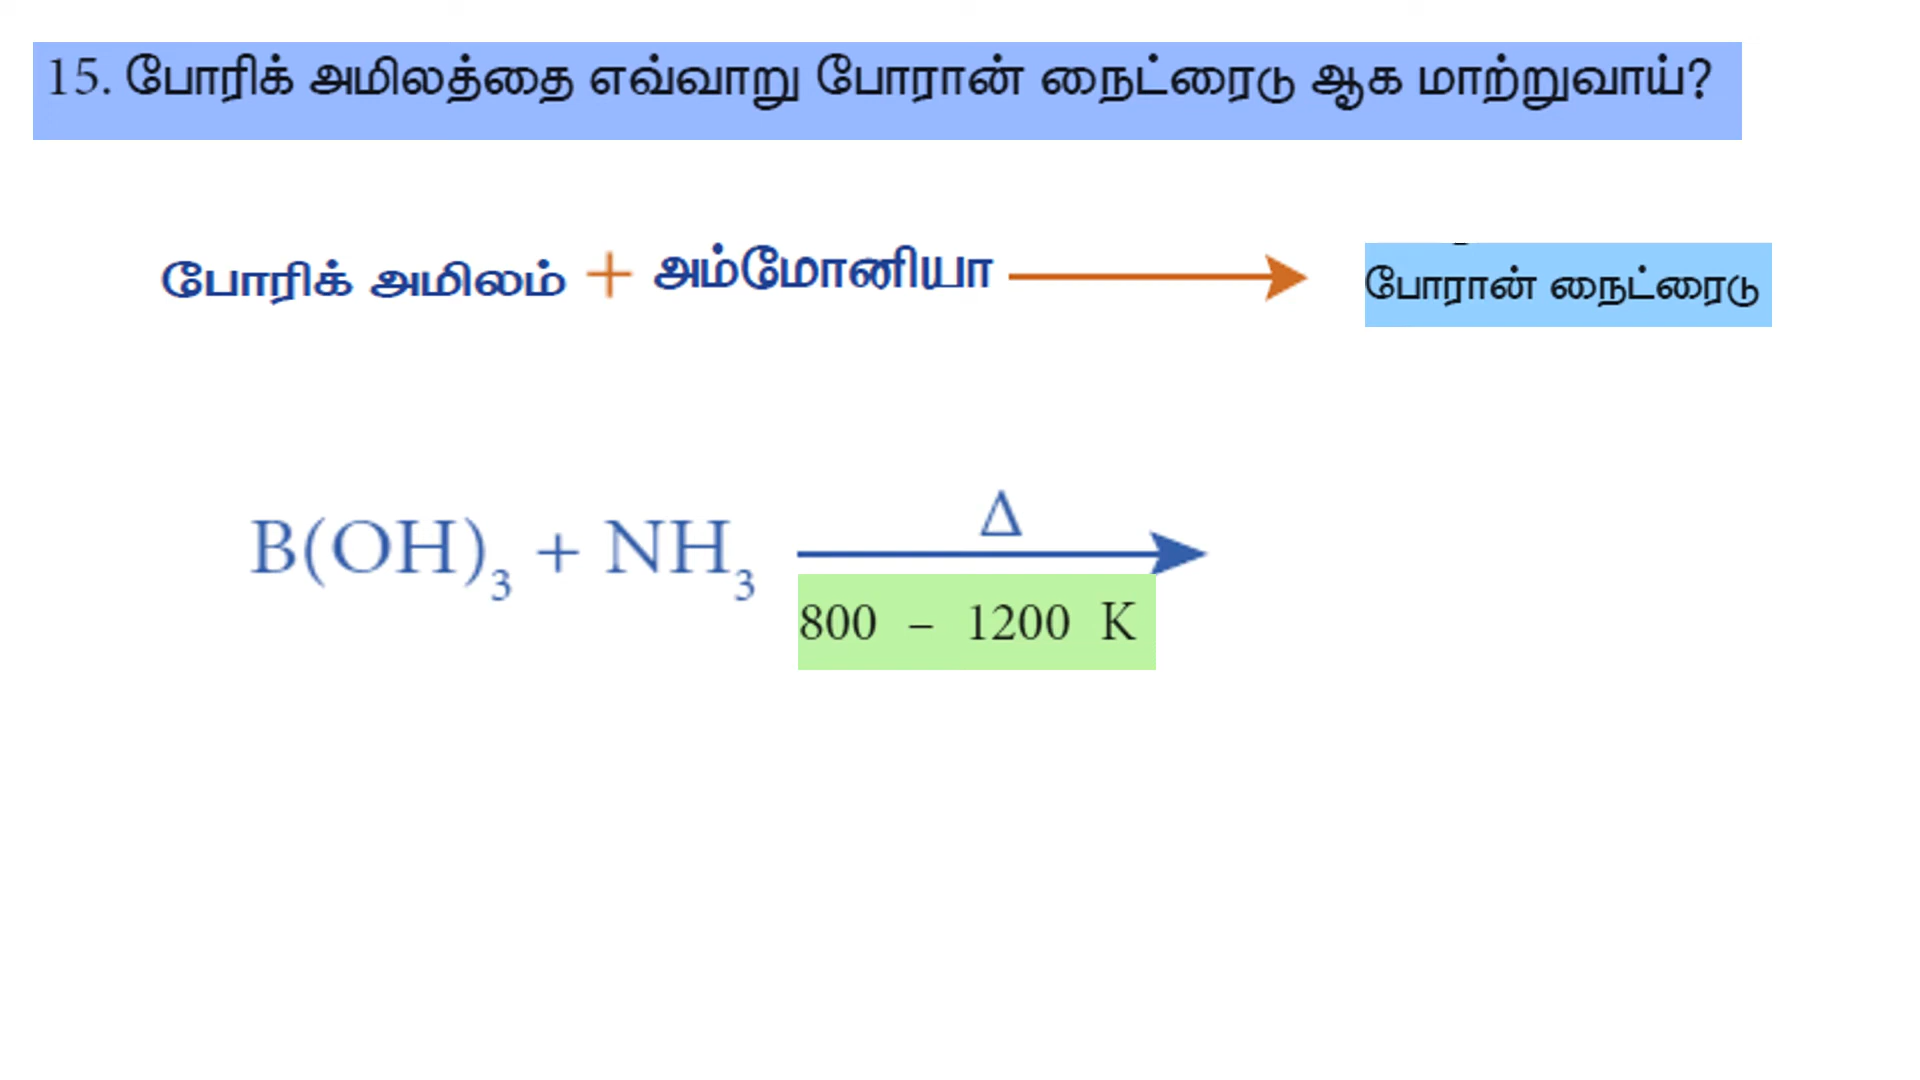 15. போரிக் அமிலத்தை எவ்வாறு போரான் நைட்ரைடு ஆக மாற்றுவாய்?
போரிக் அமிலம் + அம்மோனியா ⟶ போரான் நைட்ரைடு
Δ
B(OH)₃ + NH₃ ⟶
800 – 1200 K